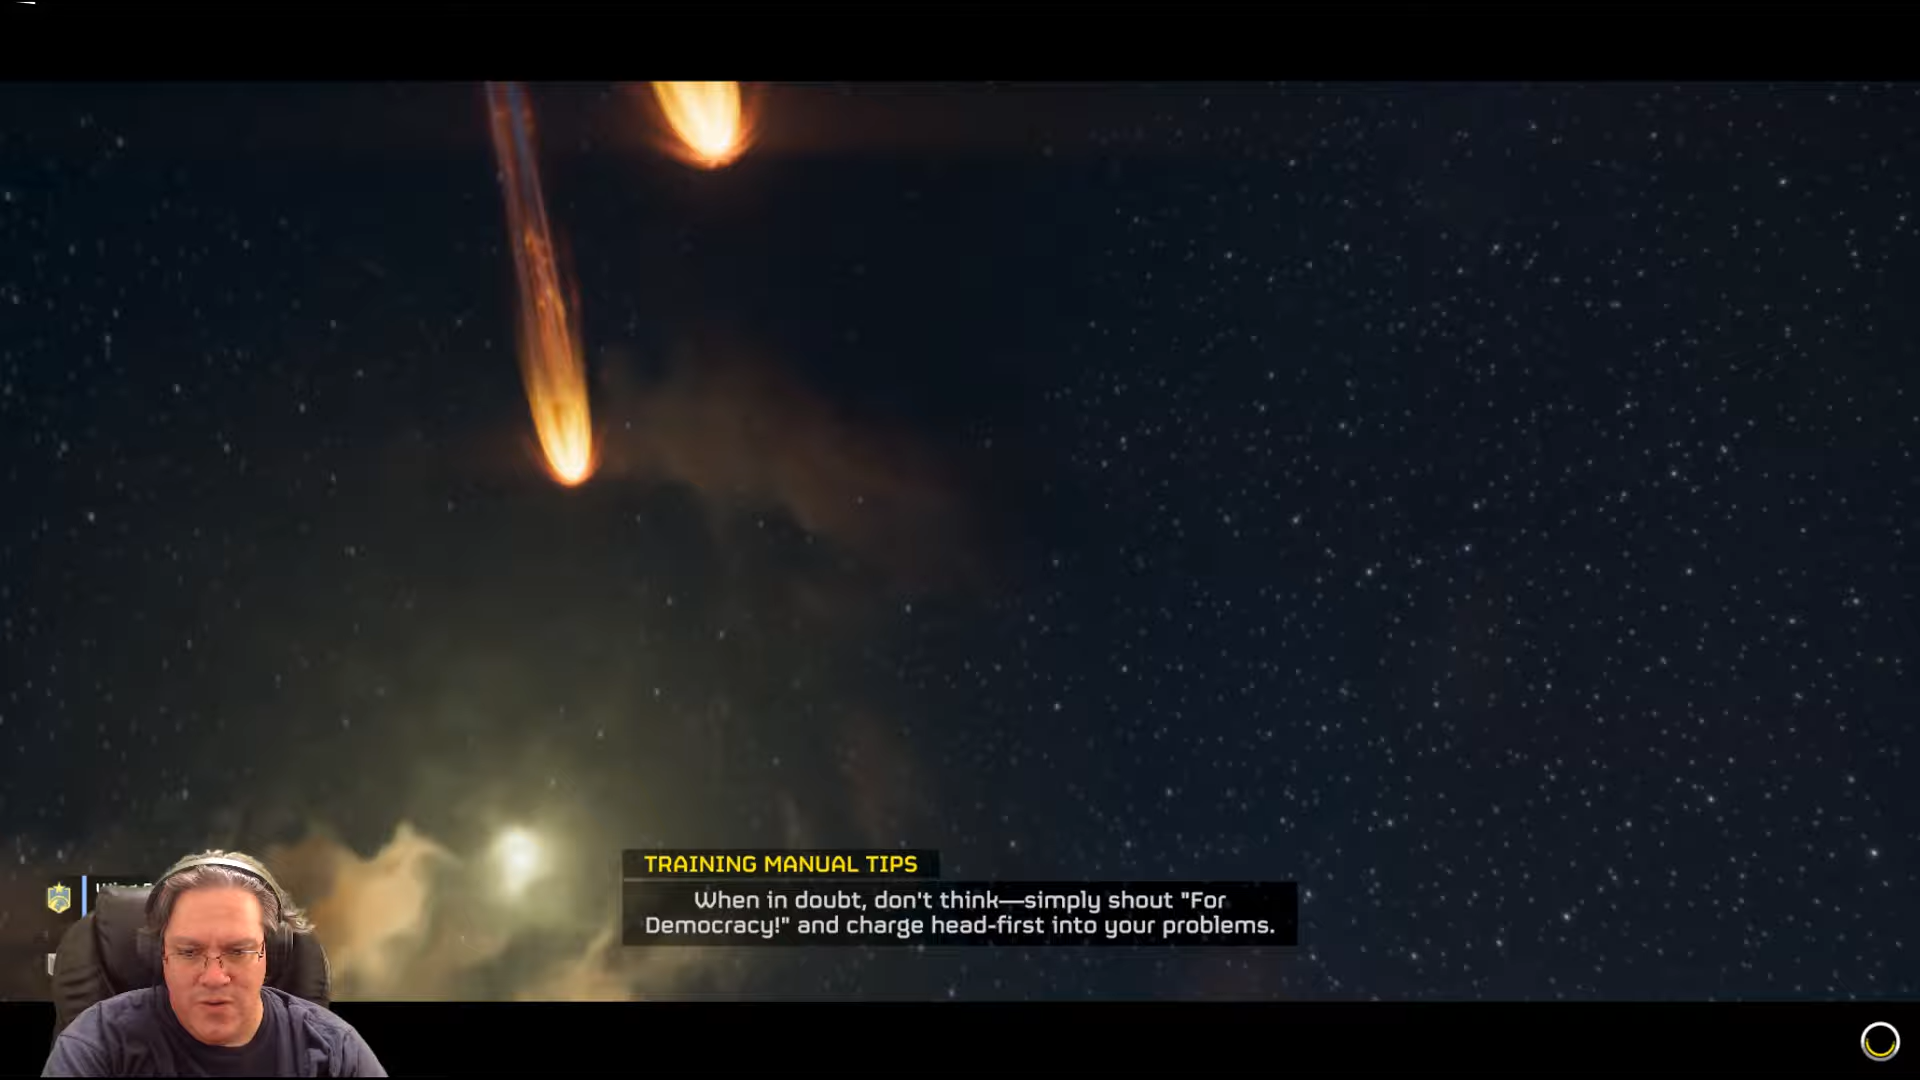 TRAINING MANUAL TIPS
When in doubt, don't think—simply shout "For
Democracy!" and charge head-first into your problems.